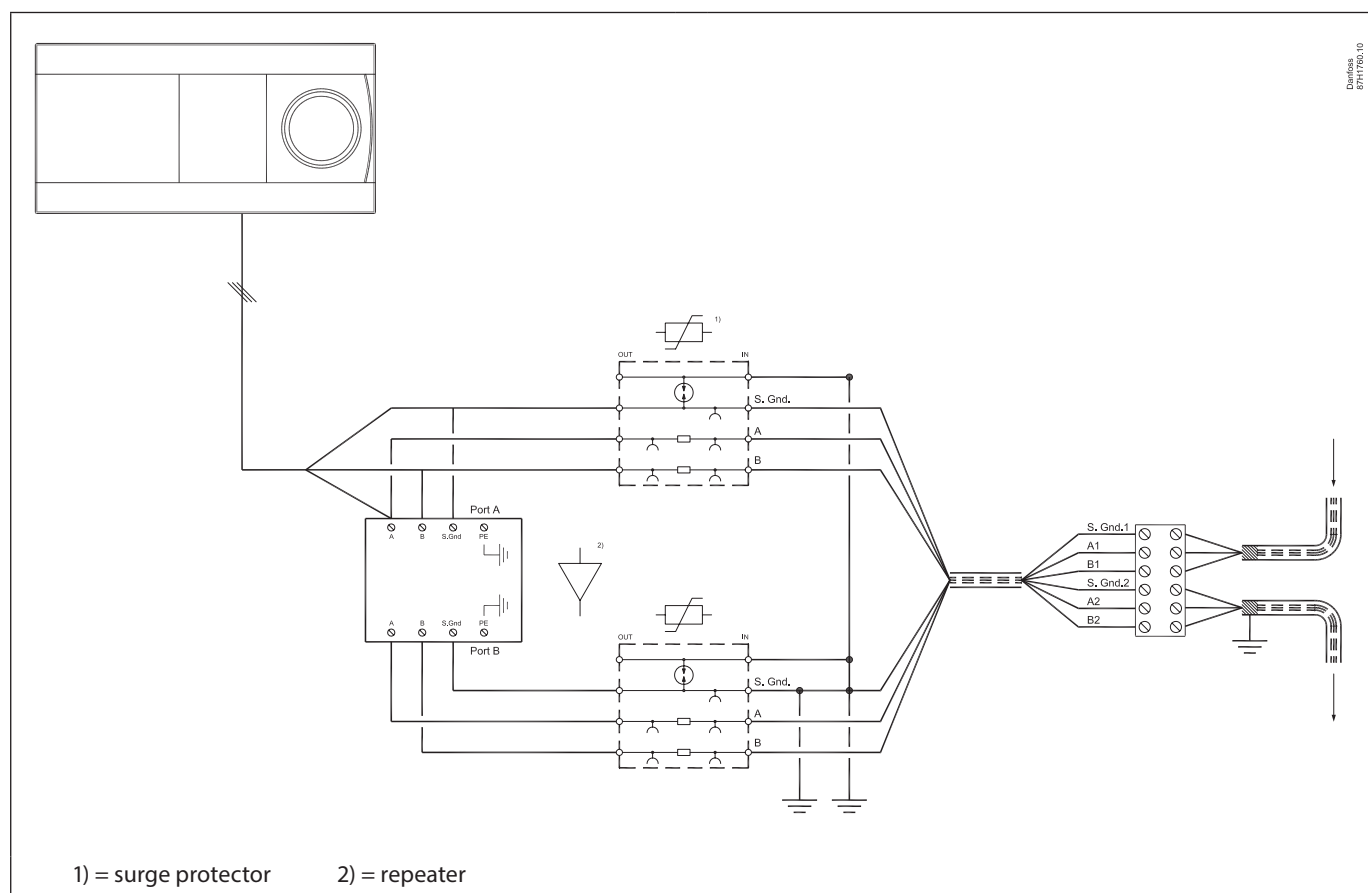 Danfoss
87H1760.10
1)
OUT IN
S. Gnd.
A
B
Port A
A B S.Gnd PE
2)
A B S.Gnd PE
Port B
OUT IN
S. Gnd.
A
B
S. Gnd.1
A1
B1
S. Gnd.2
A2
B2
1) = surge protector 2) = repeater